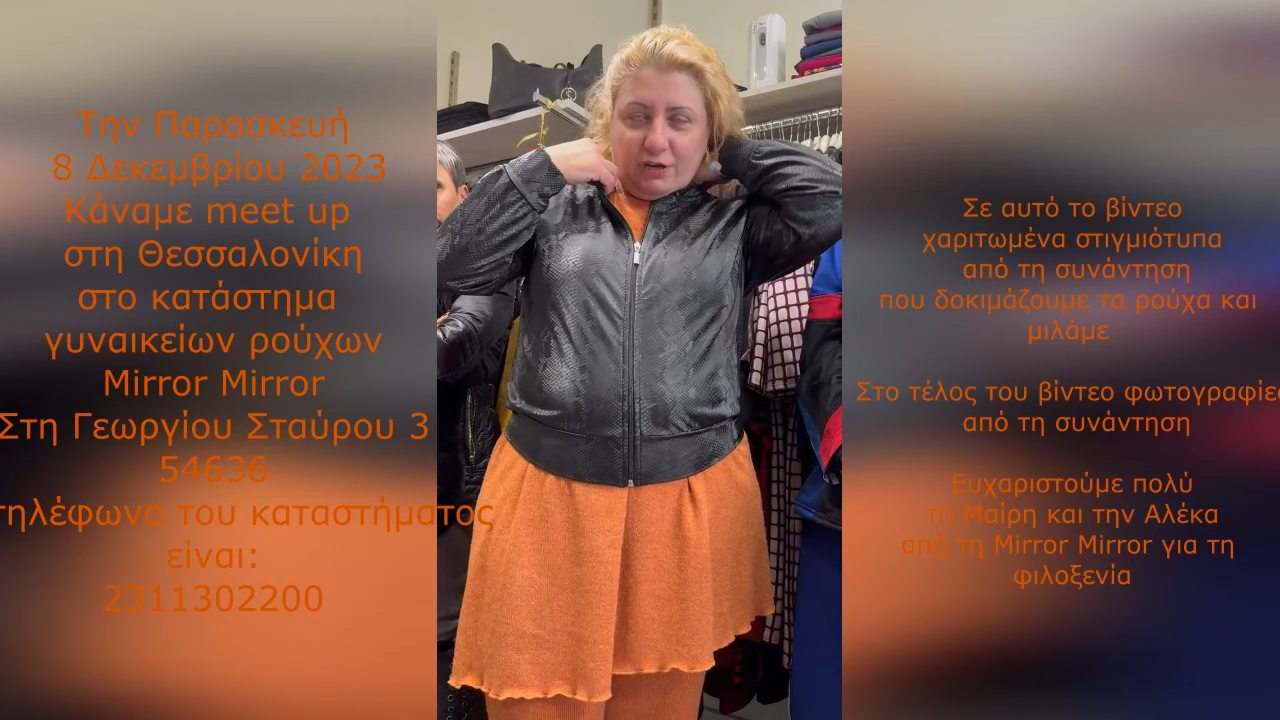 Την Παρασκευή
8 Δεκεμβρίου 2023
Κάναμε meet up
στη Θεσσαλονίκη
στο κατάστημα
γυναικείων ρούχων
Mirror Mirror
Στη Γεωργίου Σταύρου 3
54636
τηλέφωνο του καταστήματος
είναι:
2311302200
Σε αυτό το βίντεο
χαριτωμένα στιγμιότυπα
από τη συνάντηση
που δοκιμάζουμε τα ρούχα και
μιλάμε
Στο τέλος του βίντεο φωτογραφίες
από τη συνάντηση
Ευχαριστούμε πολύ
τη Μαίρη και την Αλέκα
από τη Mirror Mirror για τη
φιλοξενία